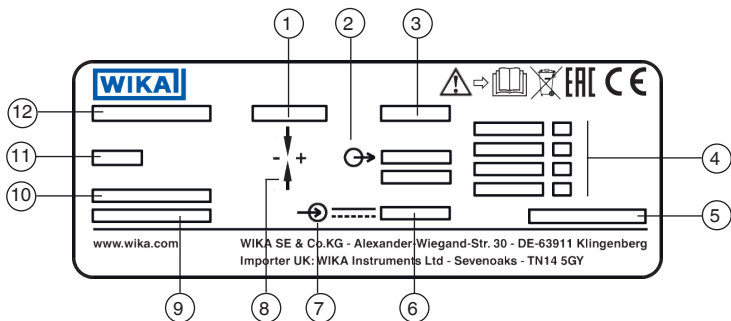 1
2
3
WIKA
EAC CE
12
11
- +
4
10
9
8
7
6
5
www.wika.com
WIKA SE & Co.KG - Alexander-Wiegand-Str. 30 - DE-63911 Klingenberg
Importer UK: WIKA Instruments Ltd - Sevenoaks - TN14 5GY